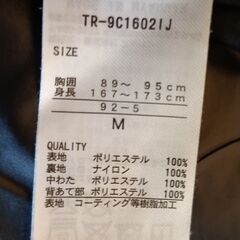 TR-9C1602IJ
SIZE
胸囲 89～ 95cm
身長 167～173cm
92-5
M
QUALITY
表地 ポリエステル 100%
裏地 ナイロン 100%
中わた ポリエステル 100%
背あて部 ポリエステル 100%
表地 コーティング等樹脂加工